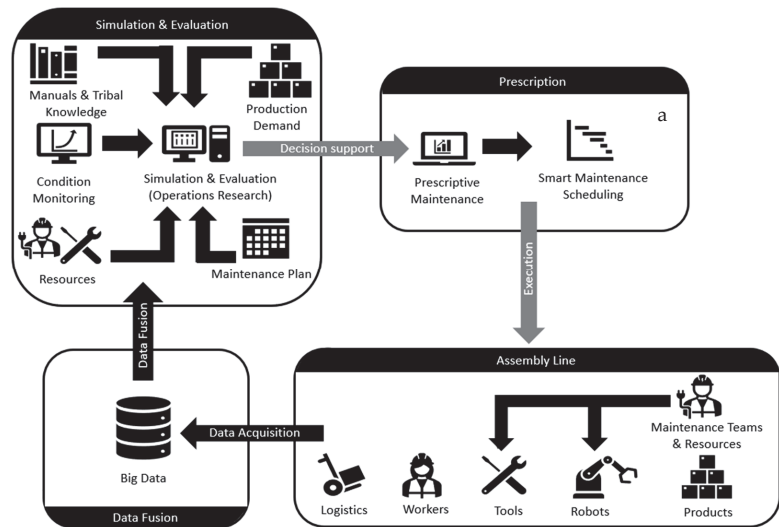 Simulation & Evaluation
Manuals & Tribal
Knowledge
Production
Demand
Condition
Monitoring
Simulation & Evaluation
(Operations Research)
Resources
Maintenance Plan
Decision support
Prescription
a
Prescriptive
Maintenance
Smart Maintenance
Scheduling
Execution
Data Fusion
Assembly Line
Maintenance Teams
& Resources
Logistics
Workers
Tools
Robots
Products
Data Acquisition
Big Data
Data Fusion